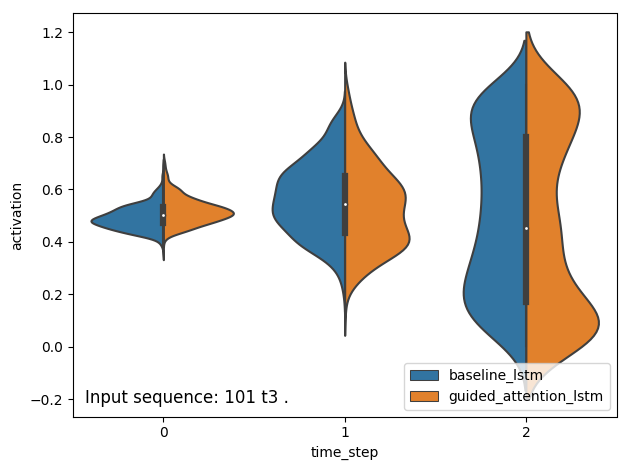 1.2
1.0
0.8
0.6
0.4
0.2
0.0
−0.2
activation
Input sequence: 101 t3 .
baseline_lstm
guided_attention_lstm
0 1 2
time_step